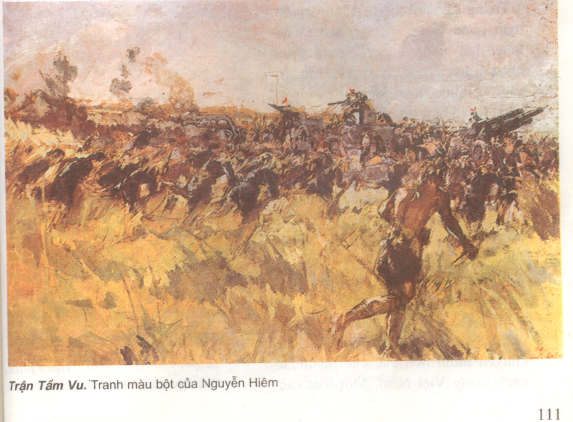 Trận Tầm Vu. Tranh màu bột của Nguyễn Hiêm
111